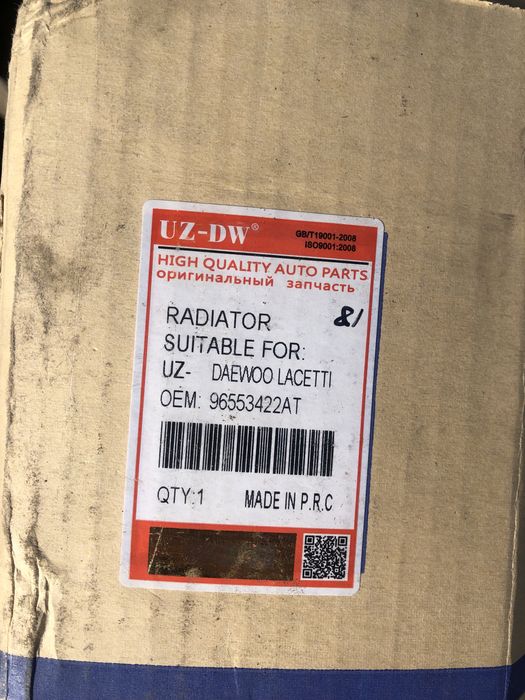 UZ-DW®
GB/T19001-2008
ISO9001:2008
HIGH QUALITY AUTO PARTS
оригинальный запчасть
RADIATOR 81
SUITABLE FOR:
UZ- DAEWOO LACETTI
OEM: 96553422AT
QTY:1 MADE IN P.R.C